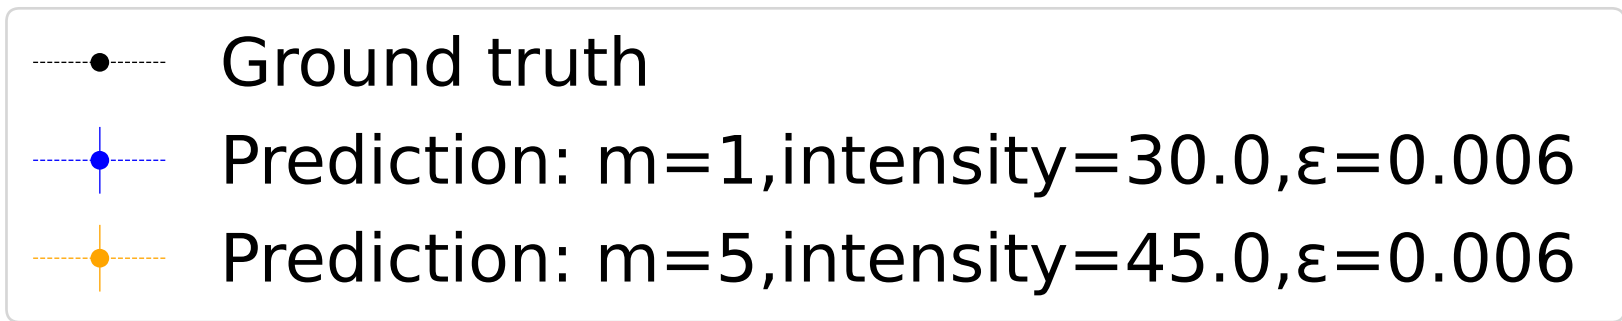 Ground truth
Prediction: m=1,intensity=30.0,ε=0.006
Prediction: m=5,intensity=45.0,ε=0.006